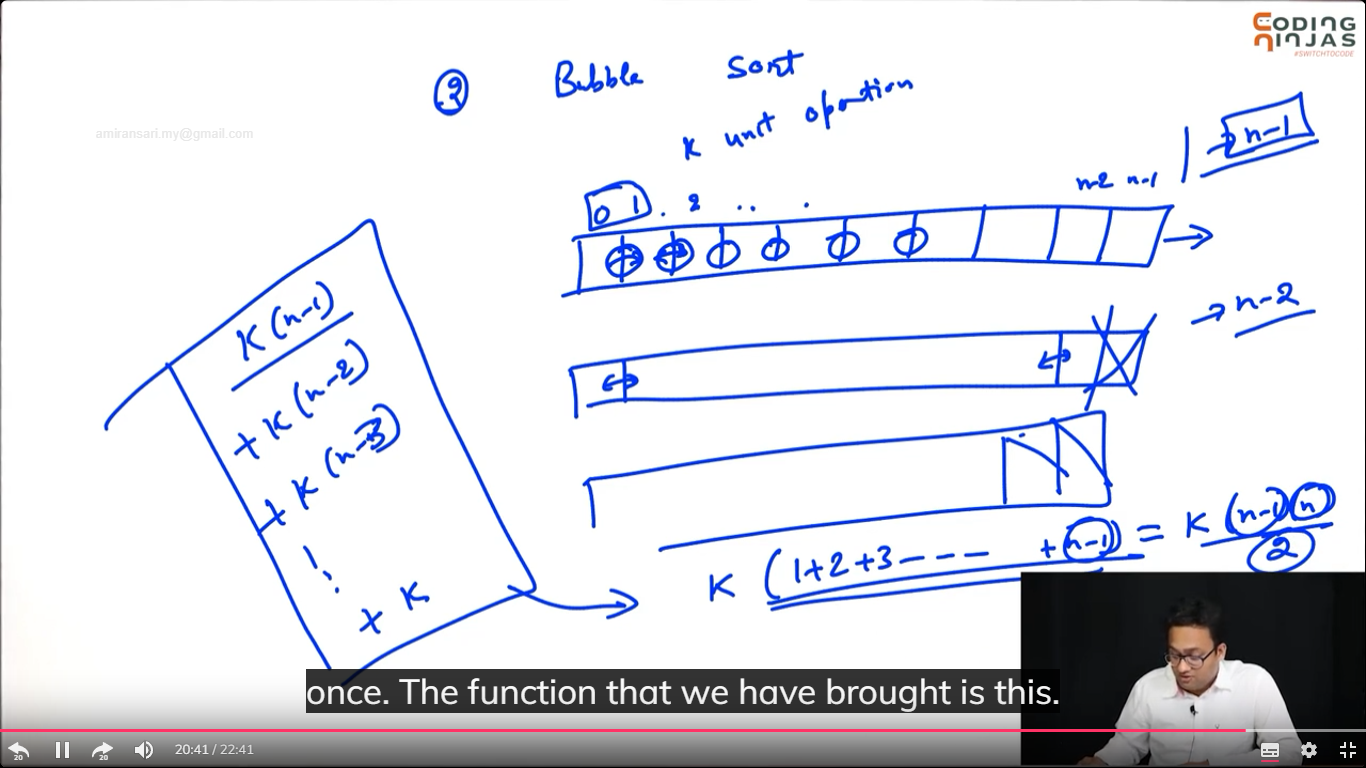 CODING NINJAS
#SWITCHTOCODE
② Bubble Sort
amiransari.my@gmail.com
K unit opertion
→ n-1
0 1 . 2 .. . n-2 n-1
→ n-2
K(n-1)
+ K(n-2)
+ K(n-3)
+ K
K (1+2+3--- +n-1) = K (n-1)(n)
2
once. The function that we have brought is this.
20 20 20:41 / 22:41